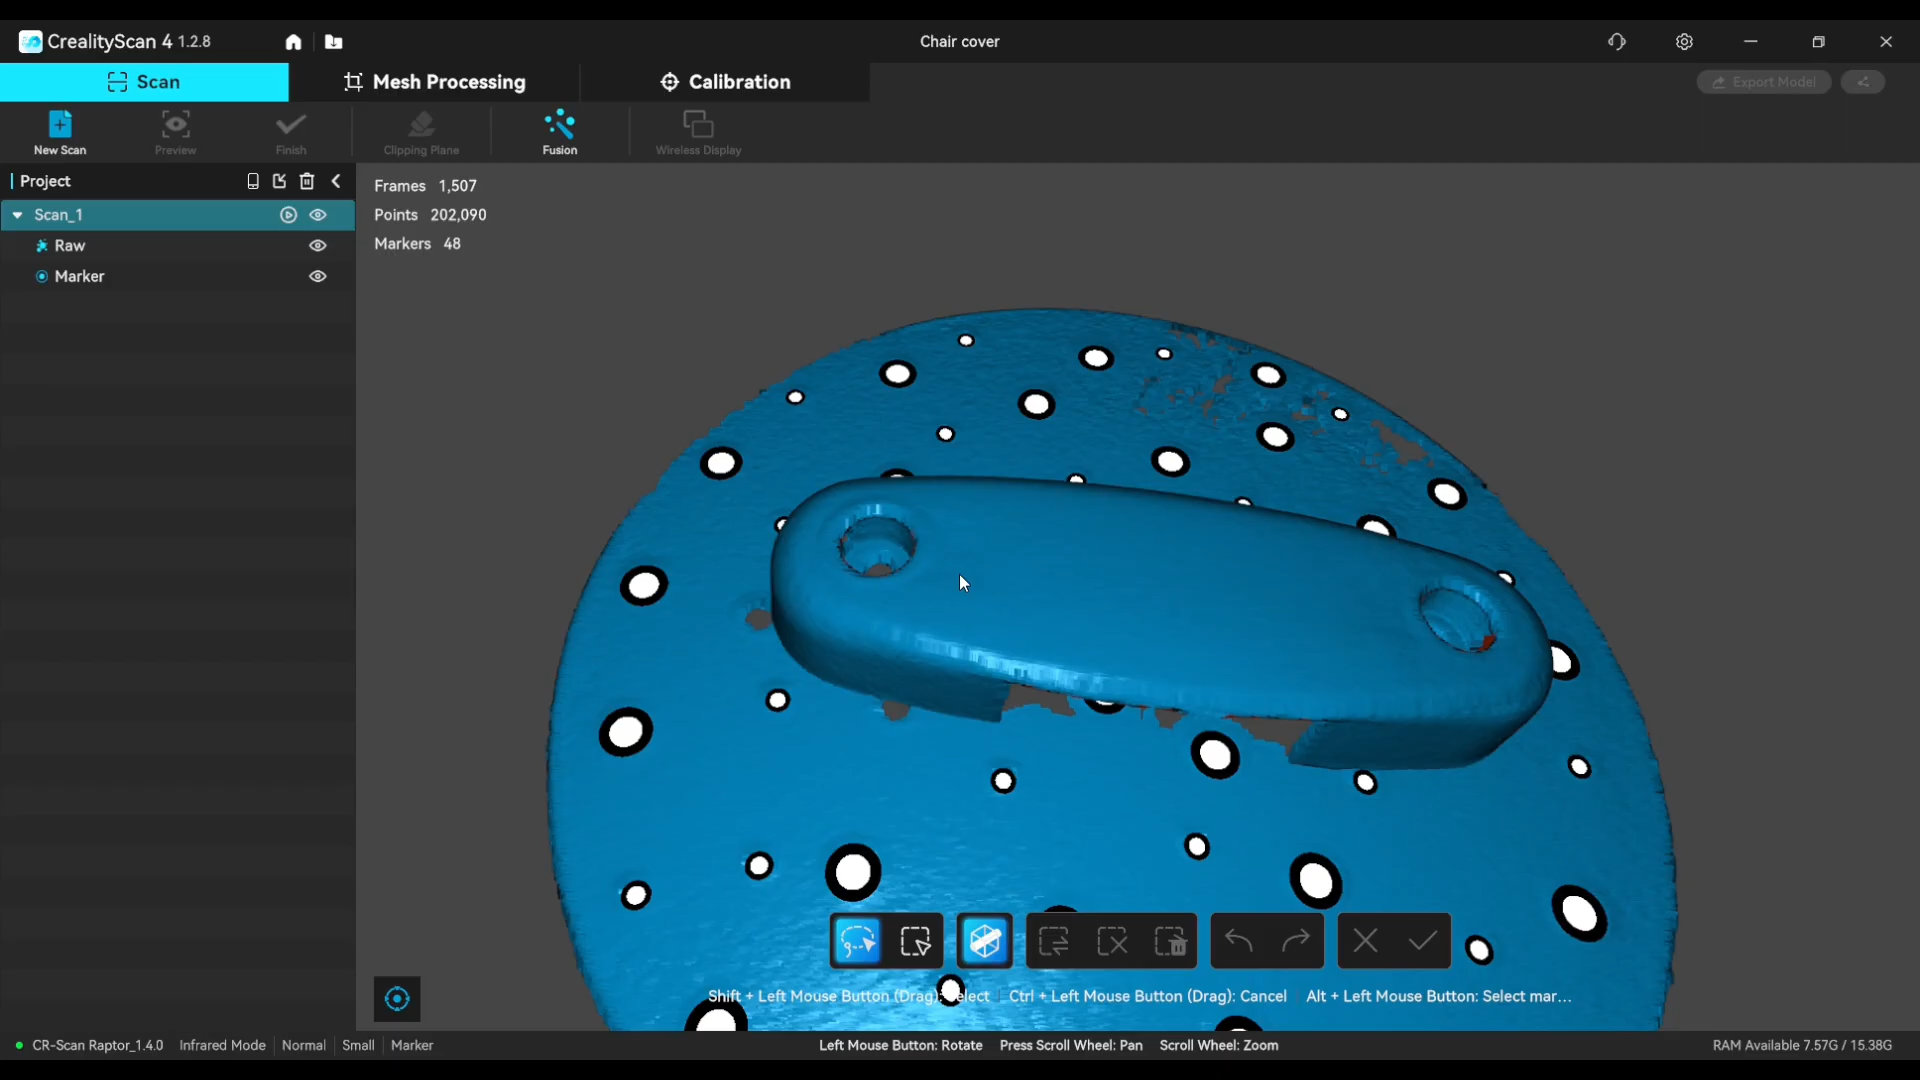 CrealityScan 4 1.2.8
Chair cover
Scan
Mesh Processing
Calibration
Export Model
New Scan
Preview
Finish
Clipping Plane
Fusion
Wireless Display
Project
Scan_1
Raw
Marker
Frames 1,507
Points 202,090
Markers 48
Shift + Left Mouse Button (Drag): Select
Ctrl + Left Mouse Button (Drag): Cancel
Alt + Left Mouse Button: Select mar...
CR-Scan Raptor_1.4.0
Infrared Mode
Normal
Small
Marker
Left Mouse Button: Rotate
Press Scroll Wheel: Pan
Scroll Wheel: Zoom
RAM Available 7.57G / 15.38G